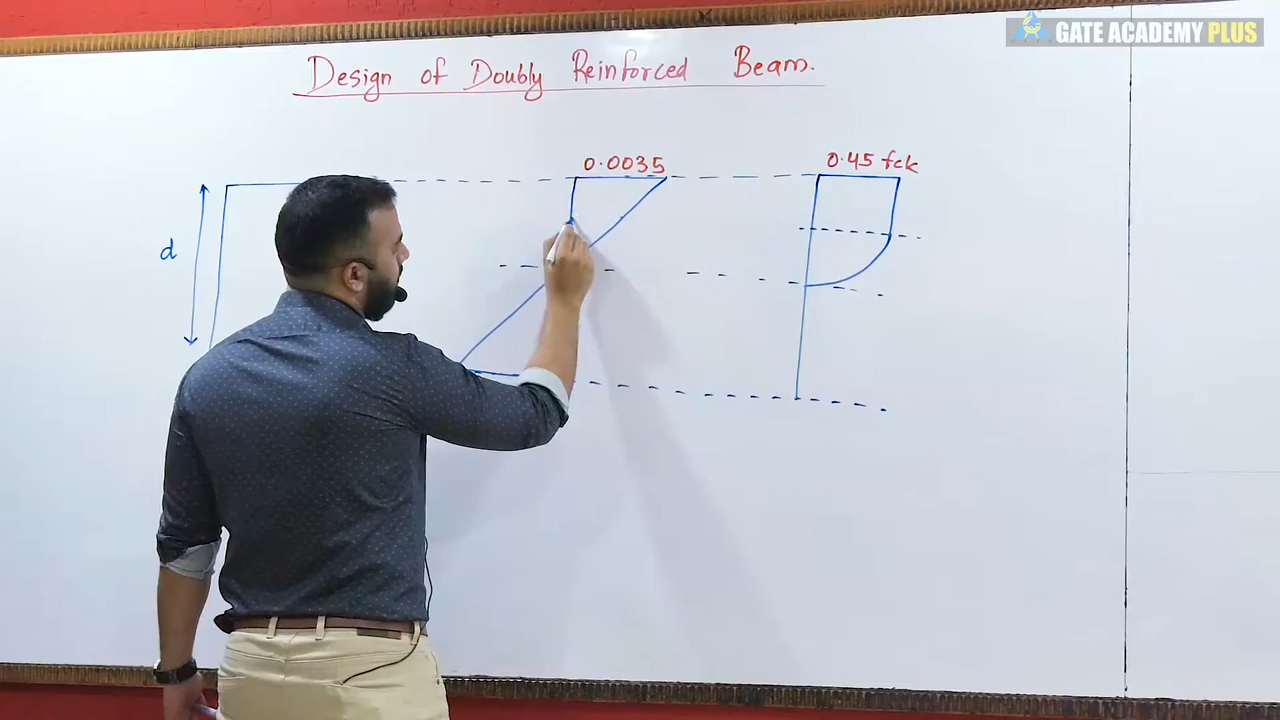 GATE ACADEMY PLUS
Design of Doubly Reinforced Beam.
0.0035
0.45 fck
d